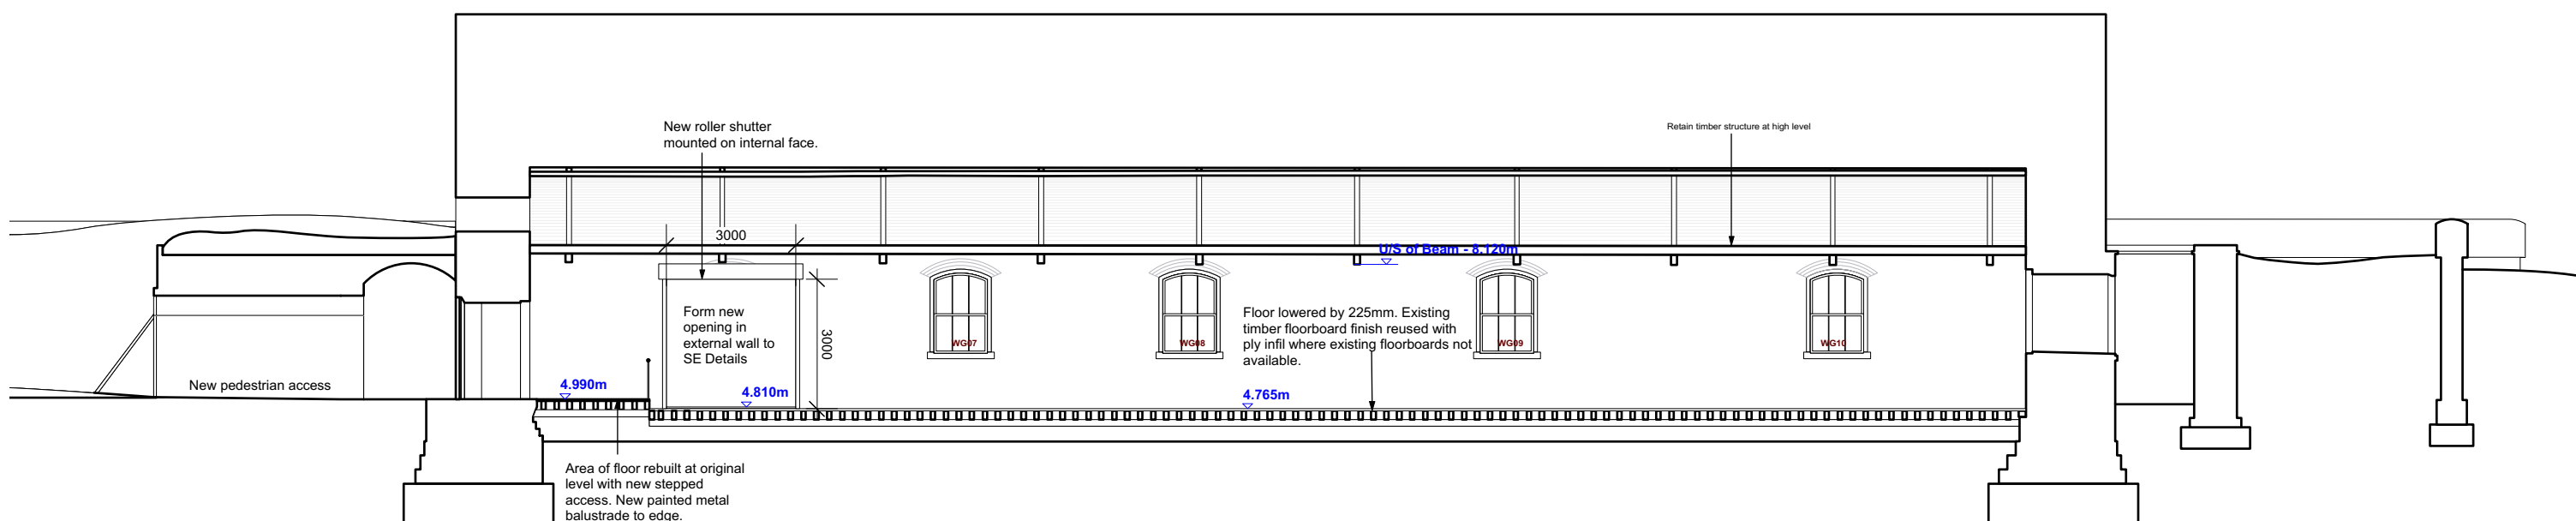 New roller shutter
mounted on internal face.
Retain timber structure at high level
3000
U/S of Beam - 8.120m
Form new
opening in
external wall to
SE Details
3000
Floor lowered by 225mm. Existing
timber floorboard finish reused with
ply infil where existing floorboards not
available.
WG07
WG08
WG09
WG10
New pedestrian access
4.990m
4.810m
4.765m
Area of floor rebuilt at original
level with new stepped
access. New painted metal
balustrade to edge.